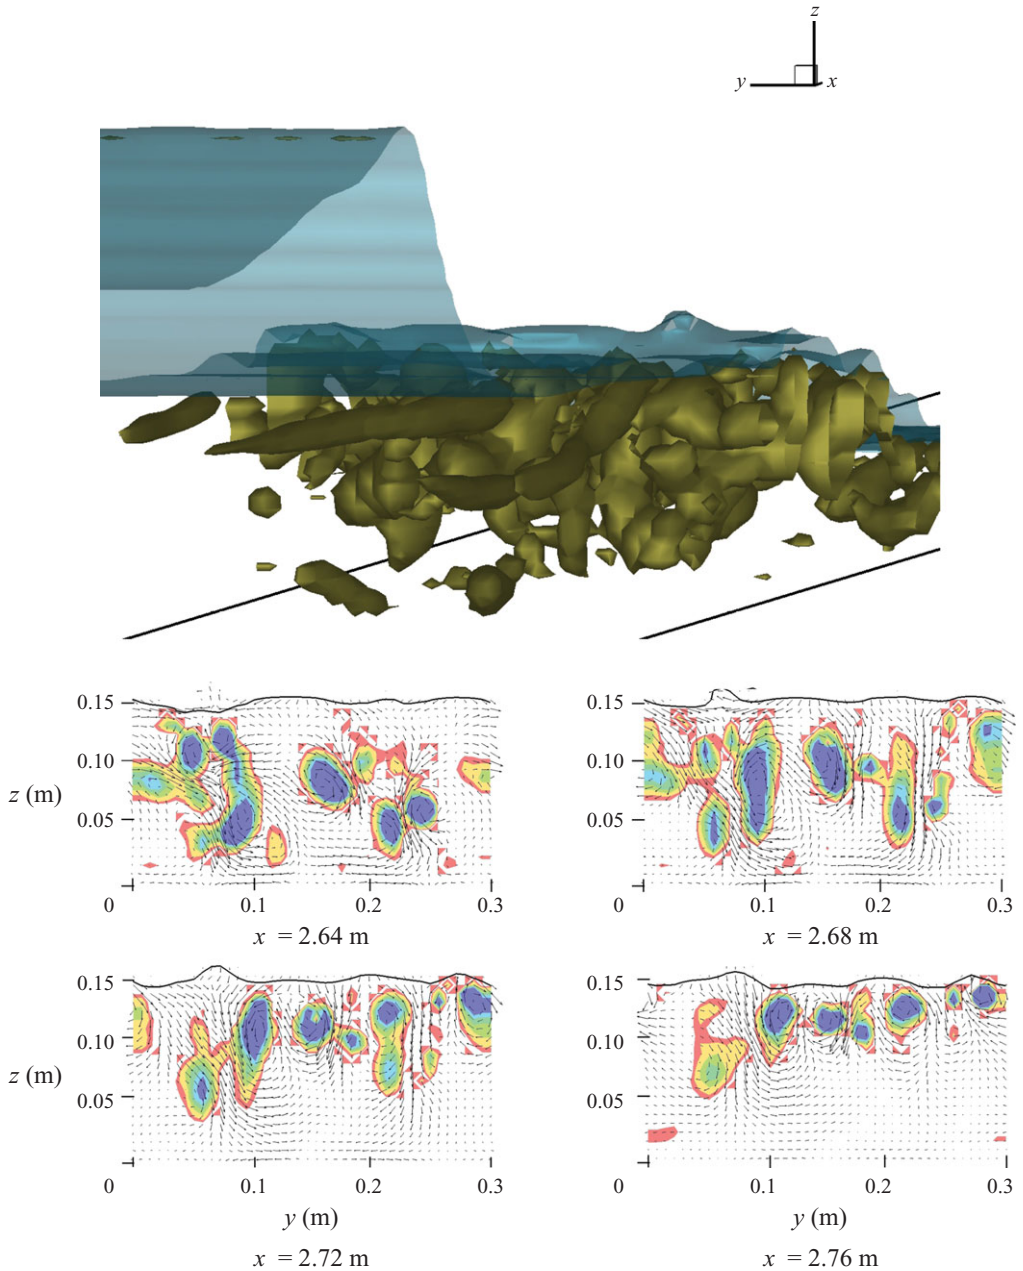 z
y x
0.15 0.15
0.10 0.10
z (m)
0.05 0.05
0 0.1 0.2 0.3 0 0.1 0.2 0.3
x = 2.64 m x = 2.68 m
0.15 0.15
0.10 0.10
z (m)
0.05 0.05
0 0.1 0.2 0.3 0 0.1 0.2 0.3
y (m) y (m)
x = 2.72 m x = 2.76 m